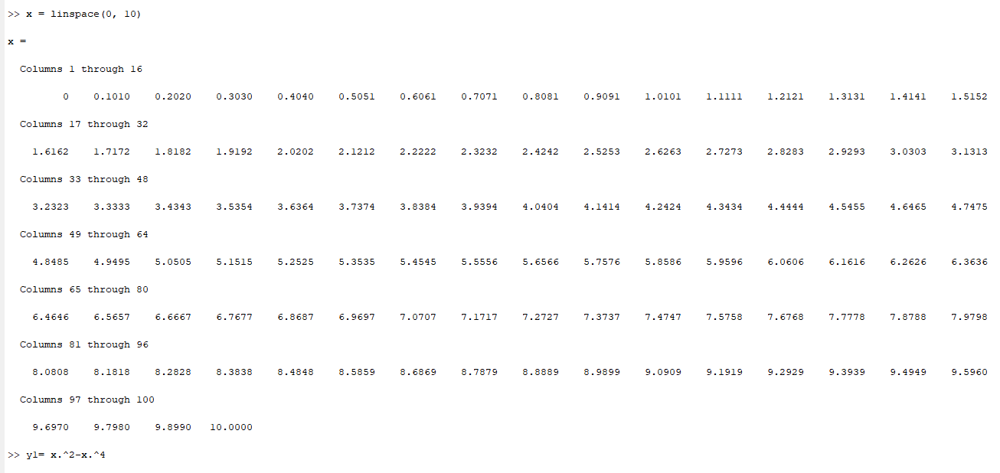 >> x = linspace(0, 10)
x =
Columns 1 through 16
0 0.1010 0.2020 0.3030 0.4040 0.5051 0.6061 0.7071 0.8081 0.9091 1.0101 1.1111 1.2121 1.3131 1.4141 1.5152
Columns 17 through 32
1.6162 1.7172 1.8182 1.9192 2.0202 2.1212 2.2222 2.3232 2.4242 2.5253 2.6263 2.7273 2.8283 2.9293 3.0303 3.1313
Columns 33 through 48
3.2323 3.3333 3.4343 3.5354 3.6364 3.7374 3.8384 3.9394 4.0404 4.1414 4.2424 4.3434 4.4444 4.5455 4.6465 4.7475
Columns 49 through 64
4.8485 4.9495 5.0505 5.1515 5.2525 5.3535 5.4545 5.5556 5.6566 5.7576 5.8586 5.9596 6.0606 6.1616 6.2626 6.3636
Columns 65 through 80
6.4646 6.5657 6.6667 6.7677 6.8687 6.9697 7.0707 7.1717 7.2727 7.3737 7.4747 7.5758 7.6768 7.7778 7.8788 7.9798
Columns 81 through 96
8.0808 8.1818 8.2828 8.3838 8.4848 8.5859 8.6869 8.7879 8.8889 8.9899 9.0909 9.1919 9.2929 9.3939 9.4949 9.5960
Columns 97 through 100
9.6970 9.7980 9.8990 10.0000
>> y1= x.^2-x.^4